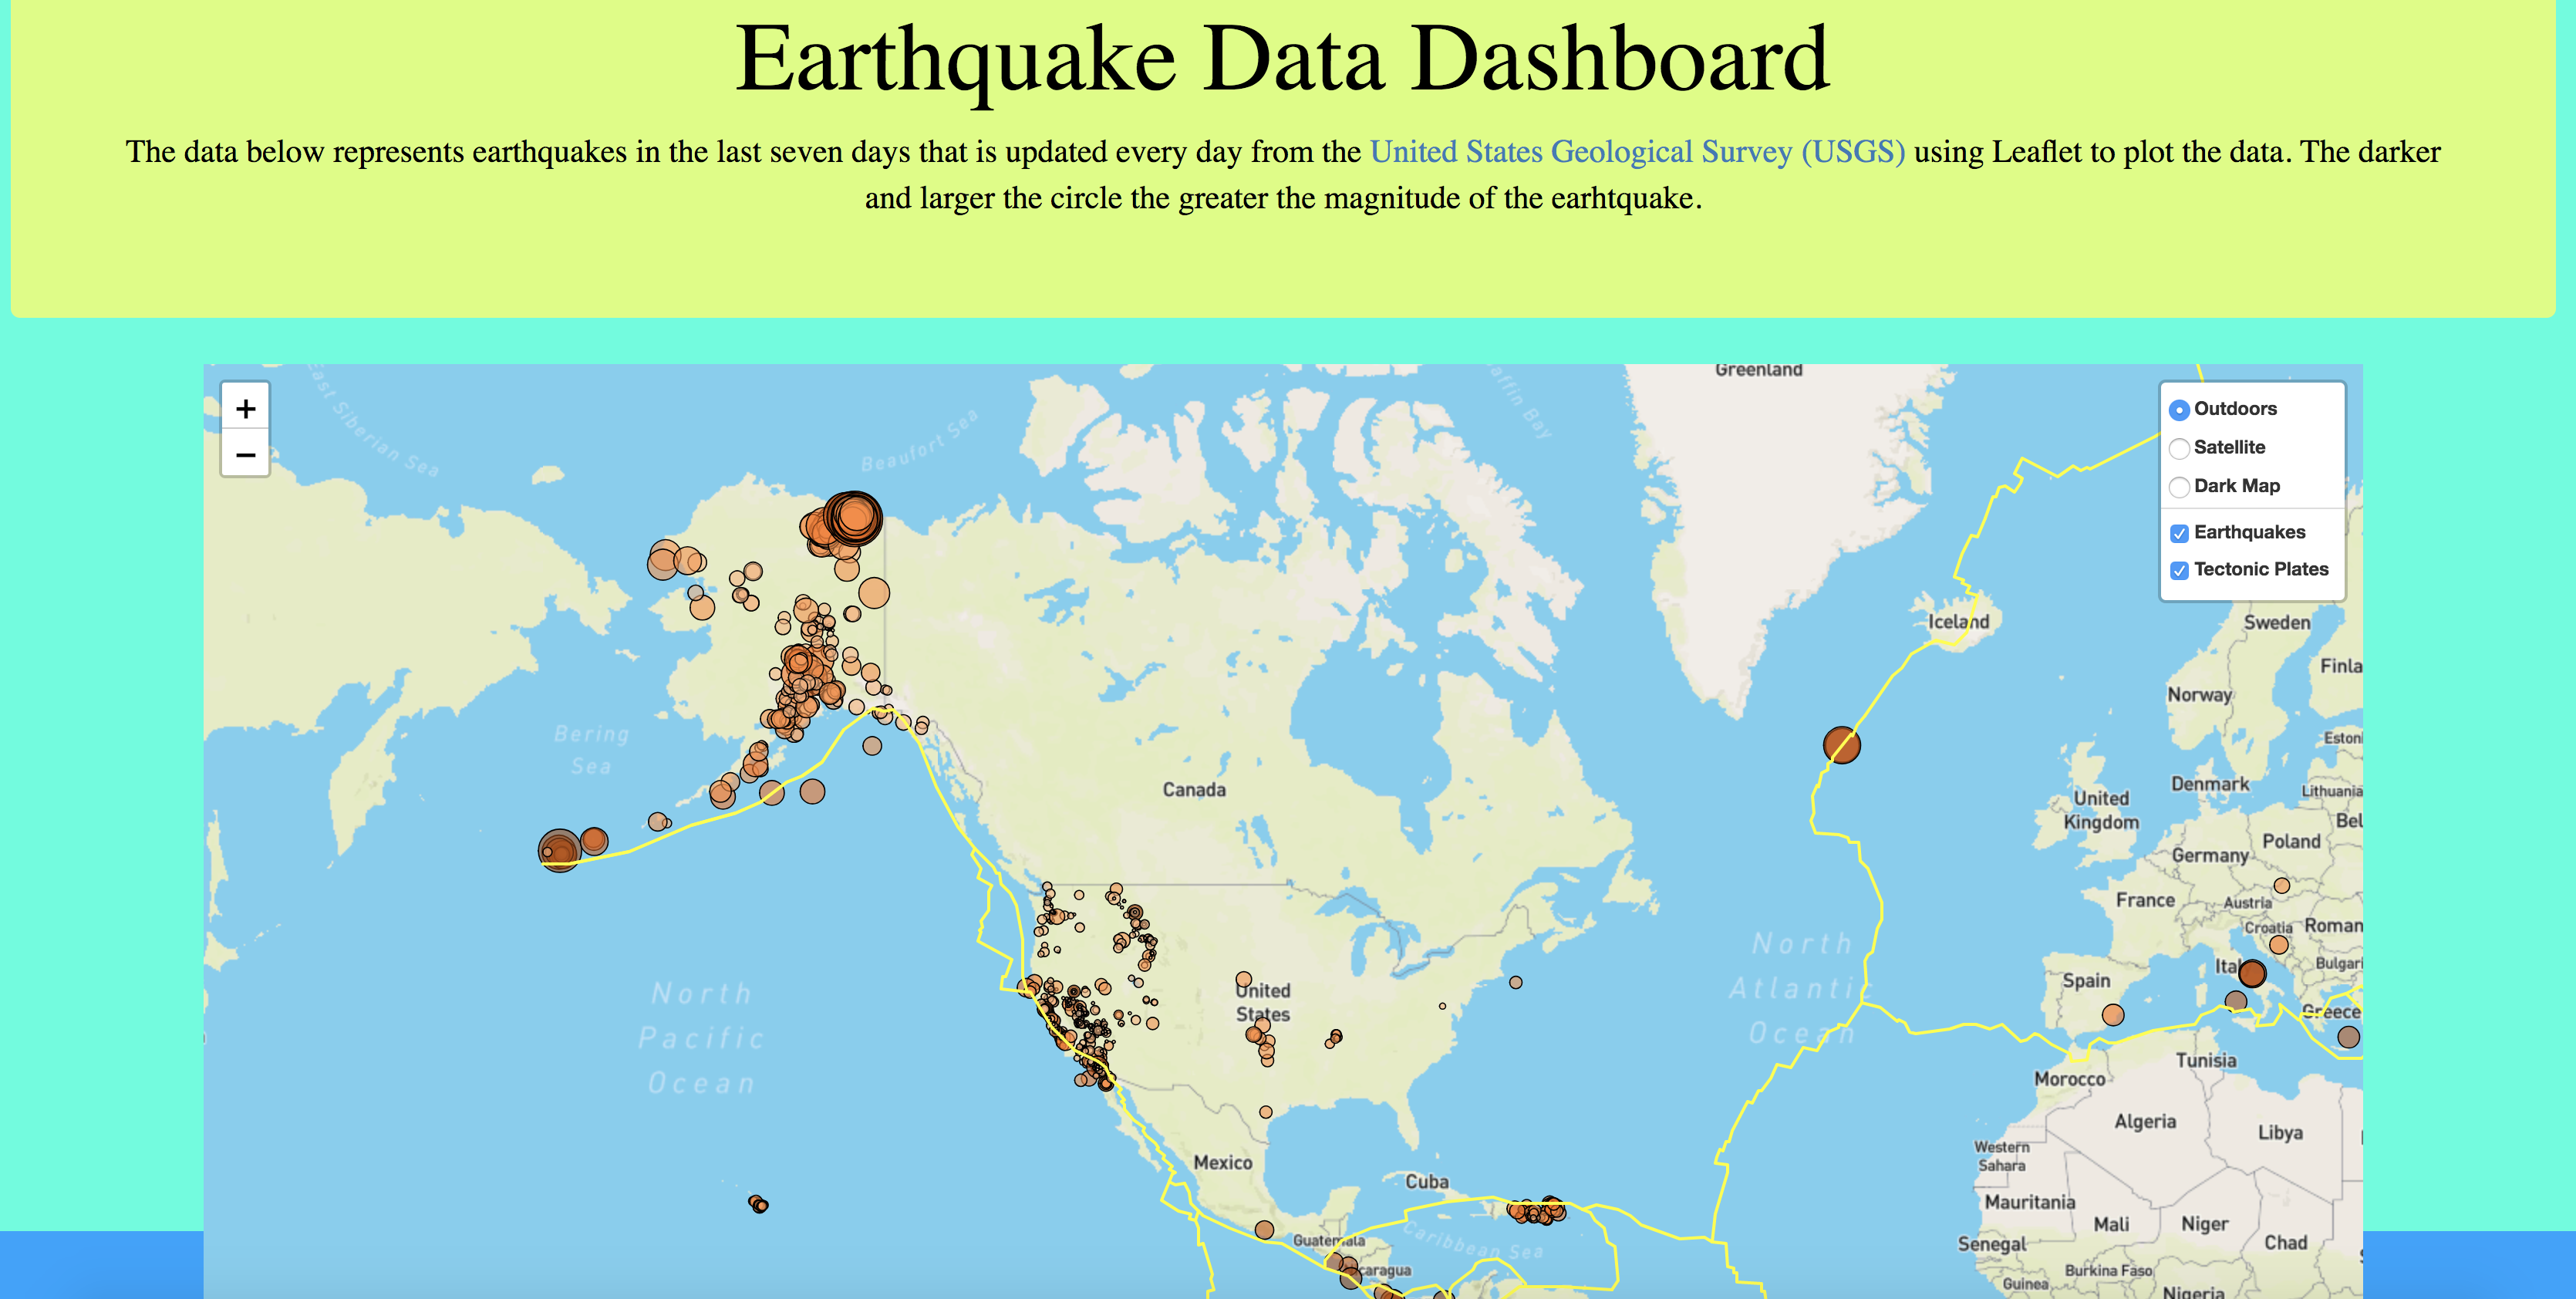 Earthquake Data Dashboard
The data below represents earthquakes in the last seven days that is updated every day from the United States Geological Survey (USGS) using Leaflet to plot the data. The darker
and larger the circle the greater the magnitude of the earhtquake.
+
−
Outdoors
Satellite
Dark Map
Earthquakes
Tectonic Plates
Greenland
East Siberian Sea
Beaufort Sea
affin Bay
Iceland
Sweden
Finla
Norway
Bering
Sea
Eston
Canada
Denmark
Lithuania
United
Kingdom
Bel
Poland
Germany
France
Austria
Croatia
Roman
North
Atlantic
Ocean
Ital
Bulgari
Spain
Greece
United
States
North
Pacific
Ocean
Tunisia
Morocco
Algeria
Libya
Western
Sahara
Mexico
Cuba
Mauritania
Mali
Niger
Chad
Guatemala
Caribbean Sea
Senegal
caragua
Burkina Faso
Guinea
Nigeria